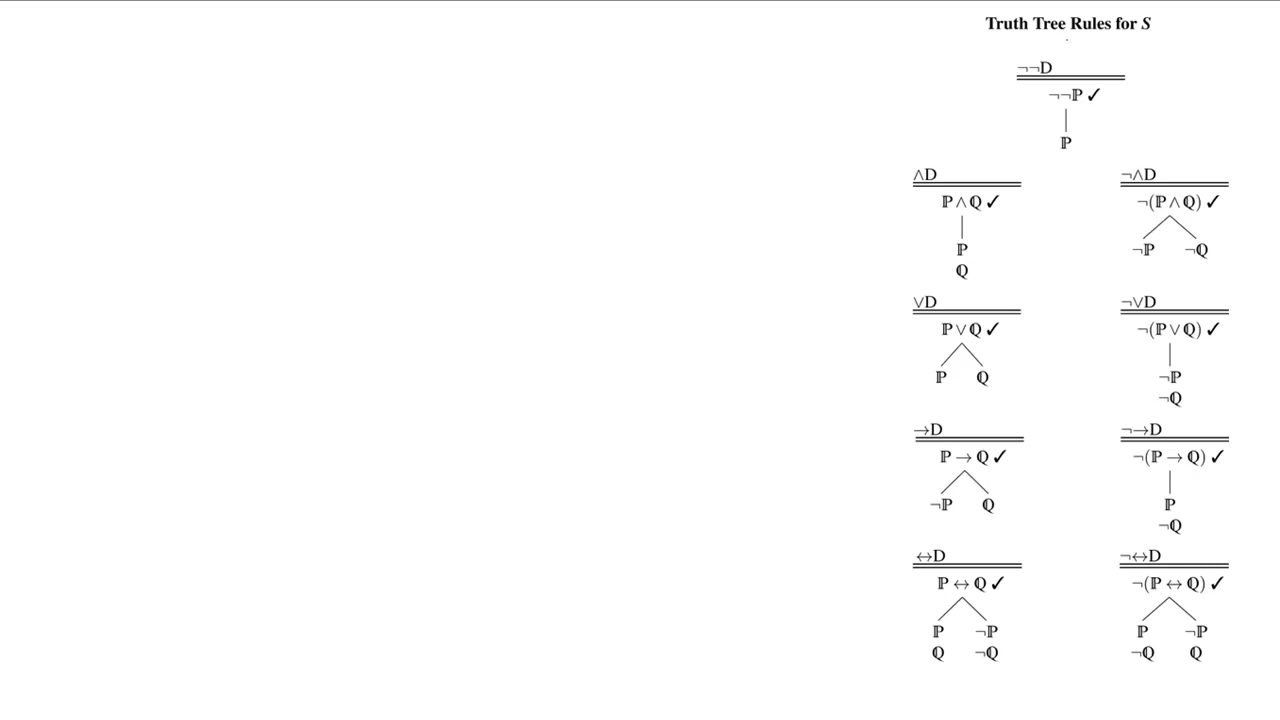 Truth Tree Rules for S
¬¬D
¬¬ℙ ✓
ℙ
∧D
ℙ ∧ ℚ ✓
ℙ
ℚ
¬∧D
¬(ℙ ∧ ℚ) ✓
¬ℙ ¬ℚ
∨D
ℙ ∨ ℚ ✓
ℙ ℚ
¬∨D
¬(ℙ ∨ ℚ) ✓
¬ℙ
¬ℚ
→D
ℙ → ℚ ✓
¬ℙ ℚ
¬→D
¬(ℙ → ℚ) ✓
ℙ
¬ℚ
↔D
ℙ ↔ ℚ ✓
ℙ ¬ℙ
ℚ ¬ℚ
¬↔D
¬(ℙ ↔ ℚ) ✓
ℙ ¬ℙ
¬ℚ ℚ